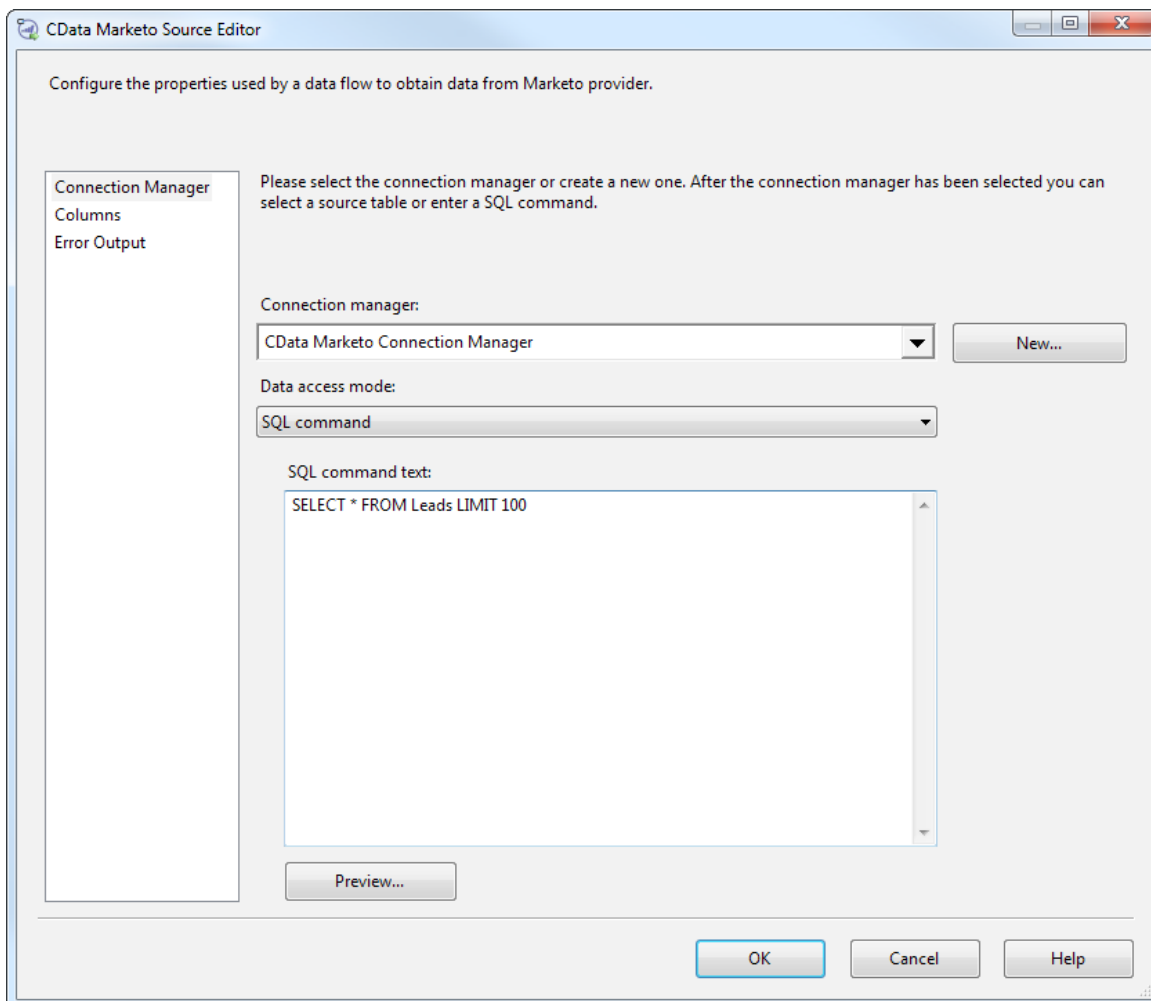 CData Marketo Source Editor
Configure the properties used by a data flow to obtain data from Marketo provider.
Connection Manager
Columns
Error Output
Please select the connection manager or create a new one. After the connection manager has been selected you can
select a source table or enter a SQL command.
Connection manager:
CData Marketo Connection Manager
New...
Data access mode:
SQL command
SQL command text:
SELECT * FROM Leads LIMIT 100
Preview...
OK
Cancel
Help